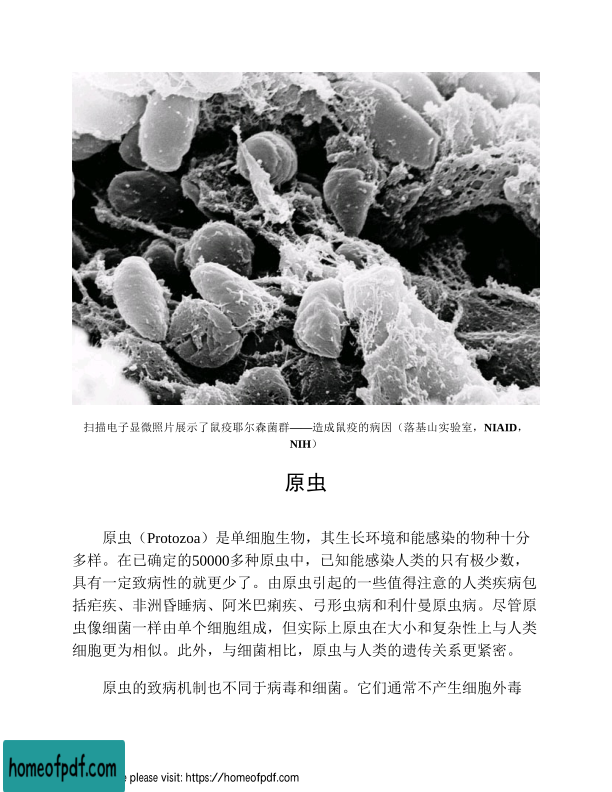 扫描电子显微照片展示了鼠疫耶尔森菌群——造成鼠疫的病因（落基山实验室，NIAID，
NIH）
原虫
原虫（Protozoa）是单细胞生物，其生长环境和能感染的物种十分
多样。在已确定的50000多种原虫中，已知能感染人类的只有极少数，
具有一定致病性的就更少了。由原虫引起的一些值得注意的人类疾病包
括疟疾、非洲昏睡病、阿米巴痢疾、弓形虫病和利什曼原虫病。尽管原
虫像细菌一样由单个细胞组成，但实际上原虫在大小和复杂性上与人类
细胞更为相似。此外，与细菌相比，原虫与人类的遗传关系更紧密。
原虫的致病机制也不同于病毒和细菌。它们通常不产生细胞外毒
homeofpdf.com
please visit: https://homeofpdf.com